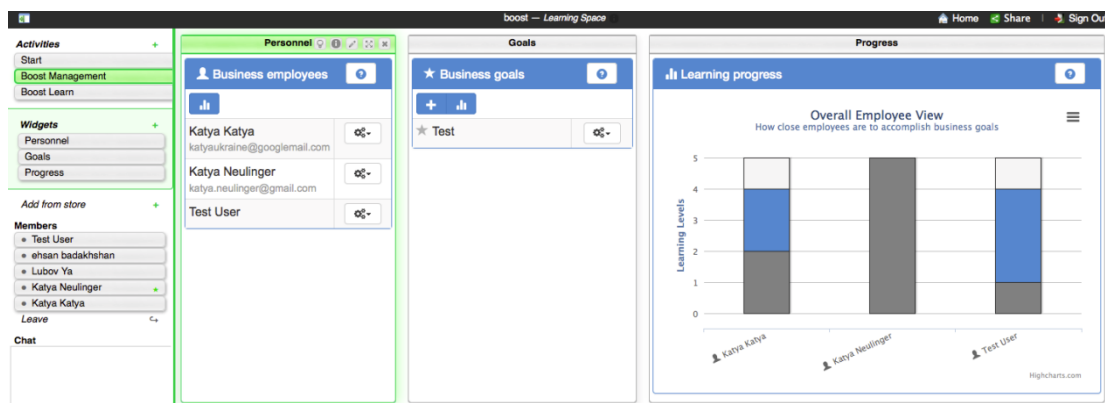 boost — Learning Space
Home Share Sign Ou
Activities +
Start
Boost Management
Boost Learn
Widgets +
Personnel
Goals
Progress
Add from store +
Members
Test User
ehsan badakhshan
Lubov Ya
Katya Neulinger
Katya Katya
Leave
Chat
Personnel
Business employees ?
Katya Katya
katyaukraine@googlemail.com
Katya Neulinger
katya.neulinger@gmail.com
Test User
Goals
Business goals ?
+
Test
Progress
Learning progress ?
Overall Employee View
How close employees are to accomplish business goals
Learning Levels
5
4
3
2
1
0
Katya Katya
Katya Neulinger
Test User
Highcharts.com